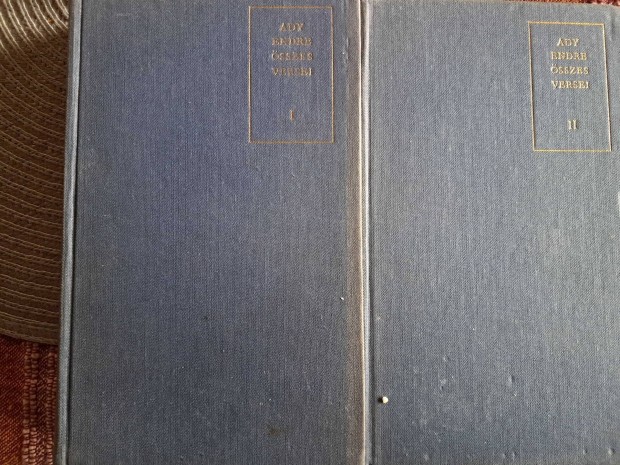 ADY
ENDRE
ÖSSZES
VERSEI
I
ADY
ENDRE
ÖSSZES
VERSEI
II